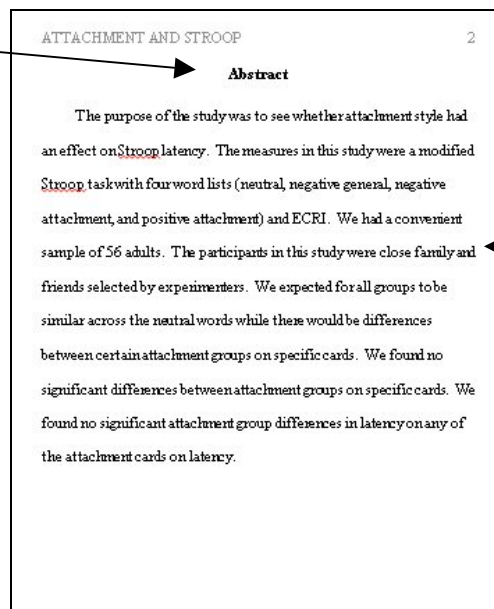 ATTACHMENT AND STROOP 2
Abstract
The purpose of the study was to see whether attachment style had
an effect on Stroop latency. The measures in this study were a modified
Stroop task with four word lists (neutral, negative general, negative
attachment, and positive attachment) and ECRI. We had a convenient
sample of 56 adults. The participants in this study were close family and
friends selected by experimenters. We expected for all groups to be
similar across the neutral words while there would be differences
between certain attachment groups on specific cards. We found no
significant differences between attachment groups on specific cards. We
found no significant attachment group differences in latency on any of
the attachment cards on latency.